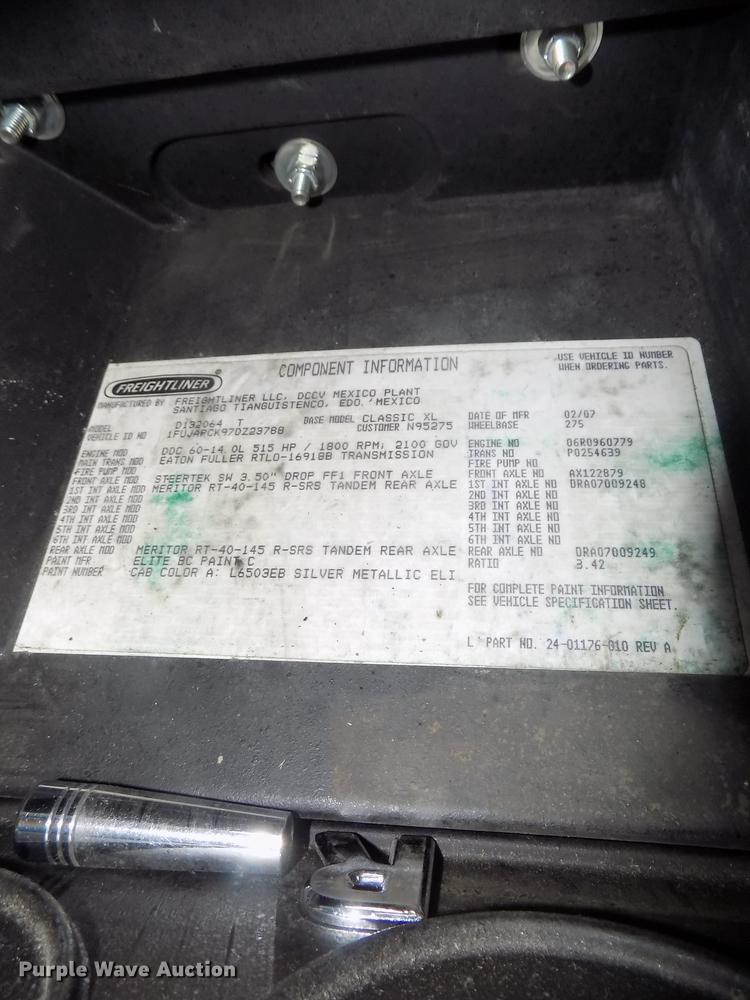 FREIGHTLINER
COMPONENT INFORMATION
USE VEHICLE ID NUMBER
WHEN ORDERING PARTS.
MANUFACTURED BY FREIGHTLINER LLC, DCCV MEXICO PLANT
SANTIAGO TIANGUISTENCO, EDO. MEXICO
MODEL D132064 T BASE MODEL CLASSIC XL DATE OF MFR 02/07
VEHICLE ID NO 1FUJAPCK97DZ23788 CUSTOMER N95275 WHEELBASE 275
ENGINE MOD DDC 60-14.0L 515 HP / 1800 RPM; 2100 GOV ENGINE NO 06R0960779
MAIN TRANS MOD EATON FULLER RTLO-16918B TRANSMISSION TRANS NO P0254639
FIRE PUMP MOD FIRE PUMP NO
FRONT AXLE MOD STEERTEK SW 3.50" DROP FF1 FRONT AXLE FRONT AXLE NO AX122879
1ST INT AXLE MOD MERITOR RT-40-145 R-SRS TANDEM REAR AXLE 1ST INT AXLE NO DRA07009248
2ND INT AXLE MOD 2ND INT AXLE NO
3RD INT AXLE MOD 3RD INT AXLE NO
4TH INT AXLE MOD 4TH INT AXLE NO
5TH INT AXLE MOD 5TH INT AXLE NO
6TH INT AXLE MOD 6TH INT AXLE NO
REAR AXLE MOD MERITOR RT-40-145 R-SRS TANDEM REAR AXLE REAR AXLE NO DRA07009249
PAINT MFR ELITE BC PAINT C RATIO 3.42
PAINT NUMBER CAB COLOR A: L6503EB SILVER METALLIC ELI
FOR COMPLETE PAINT INFORMATION
SEE VEHICLE SPECIFICATION SHEET.
PART NO. 24-01176-010 REV A
Purple Wave Auction